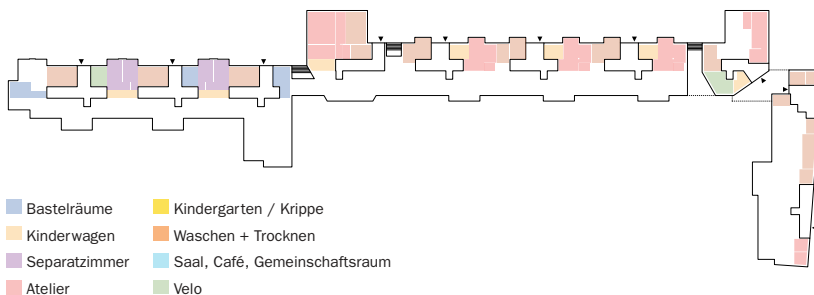 Bastelräume
Kinderwagen
Separatzimmer
Atelier
Kindergarten / Krippe
Waschen + Trocknen
Saal, Café, Gemeinschaftsraum
Velo